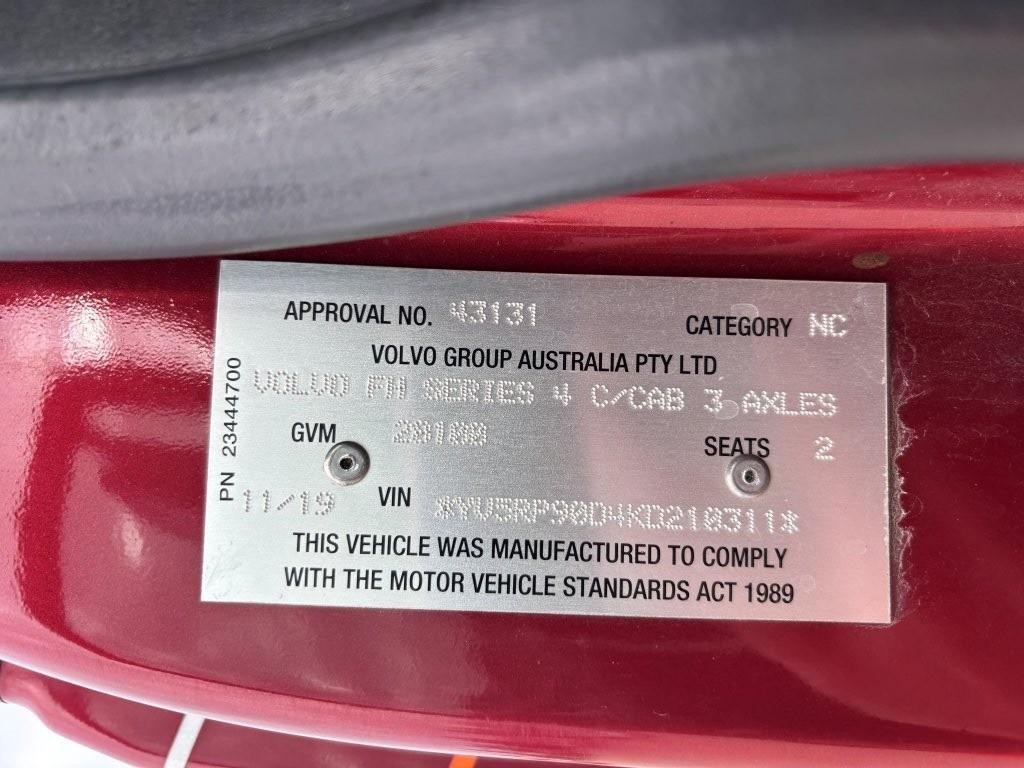 APPROVAL NO. 43131 CATEGORY NC
VOLVO GROUP AUSTRALIA PTY LTD
VOLVO FH SERIES 4 C/CAB 3 AXLES
GVM 28100 SEATS 2
11/19 VIN *YV5RP90D4KD210311*
THIS VEHICLE WAS MANUFACTURED TO COMPLY
WITH THE MOTOR VEHICLE STANDARDS ACT 1989
PN 23444700